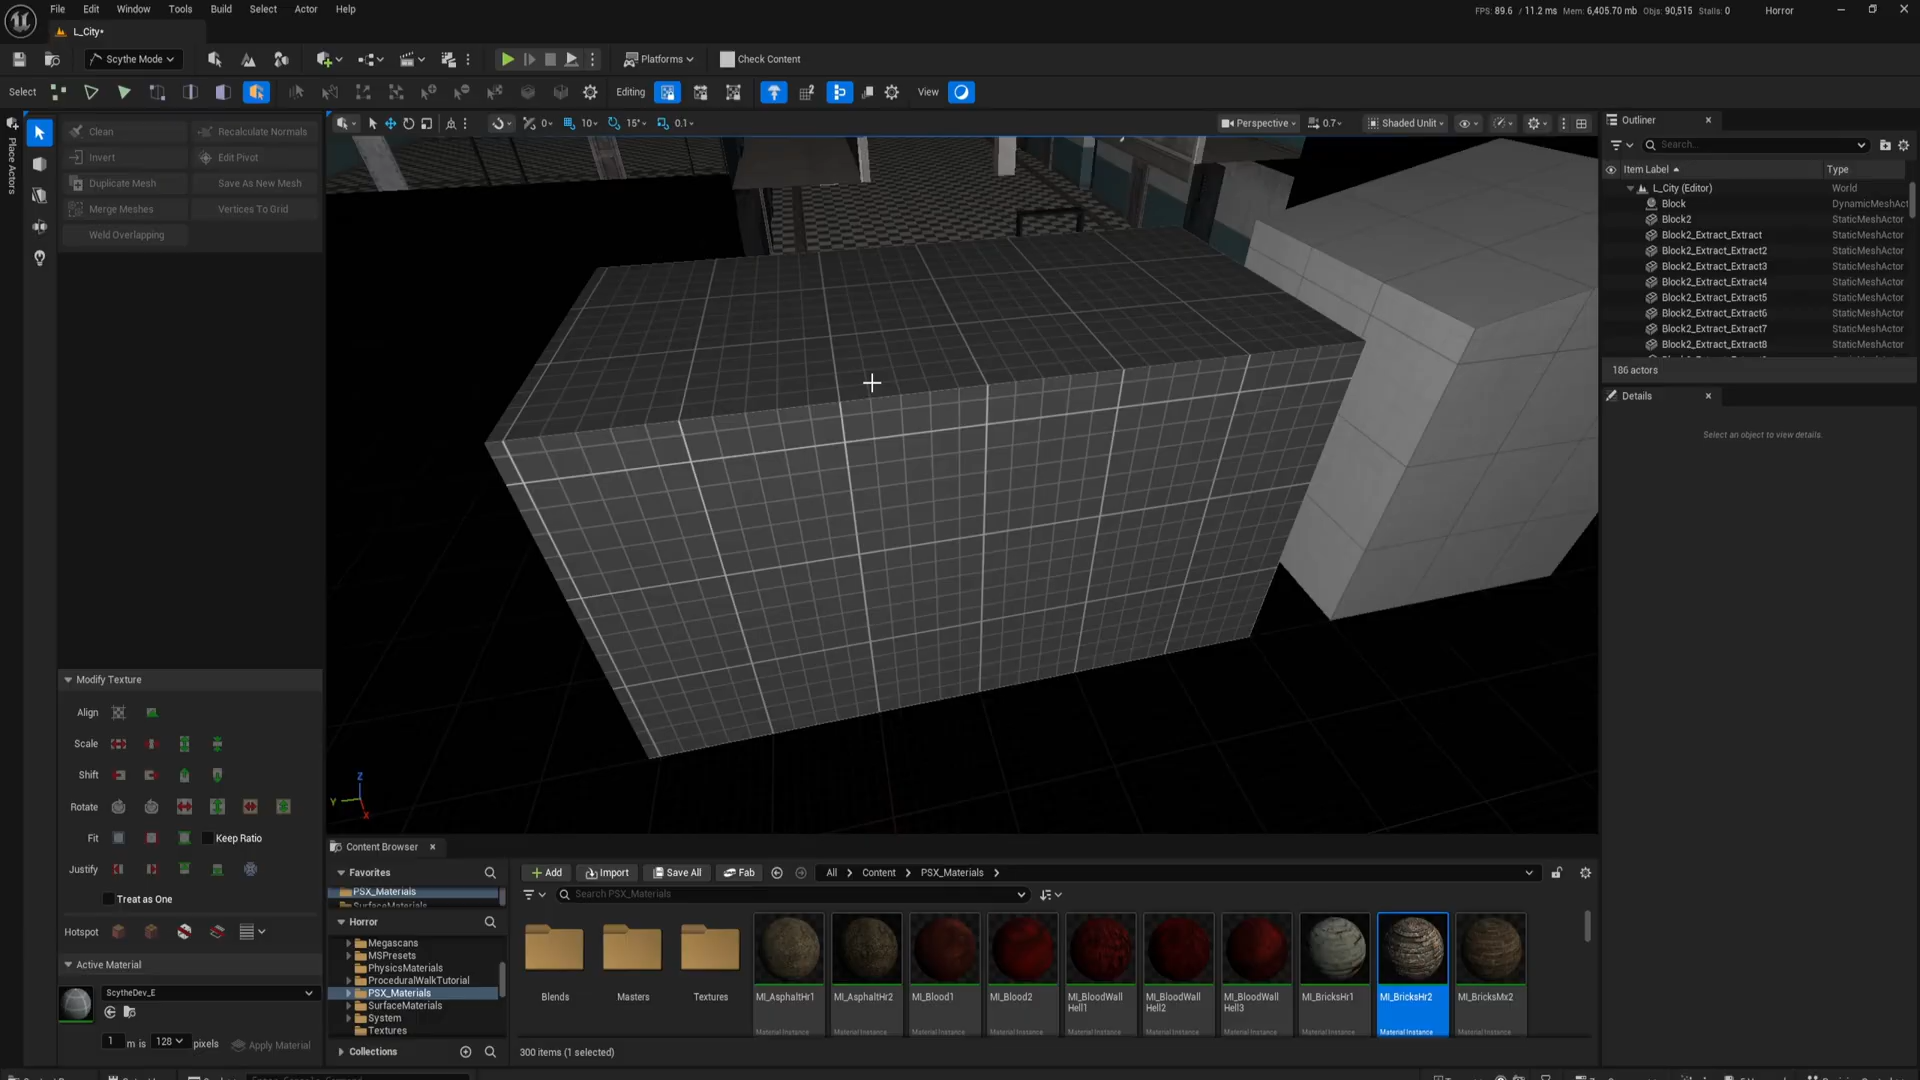 File Edit Window Tools Build Select Actor Help
FPS: 89.6 / 11.2 ms Mem: 6,405.70 mb Objs: 90,515 Stalls: 0
Horror
L_City*
Scythe Mode
Platforms
Check Content
Select
Editing
View
Clean Recalculate Normals
Invert Edit Pivot
Duplicate Mesh Save As New Mesh
Merge Meshes Vertices To Grid
Weld Overlapping
Place Actors
0 10 15° 0.1
Perspective 0.7 Shaded Unlit
Outliner
Search...
Item Label Type
L_City (Editor) World
Block DynamicMeshAct
Block2 StaticMeshActor
Block2_Extract_Extract StaticMeshActor
Block2_Extract_Extract2 StaticMeshActor
Block2_Extract_Extract3 StaticMeshActor
Block2_Extract_Extract4 StaticMeshActor
Block2_Extract_Extract5 StaticMeshActor
Block2_Extract_Extract6 StaticMeshActor
Block2_Extract_Extract7 StaticMeshActor
Block2_Extract_Extract8 StaticMeshActor
186 actors
Details
Select an object to view details.
Z
Y
X
Modify Texture
Align
Scale
Shift
Rotate
Fit Keep Ratio
Justify
Treat as One
Hotspot
Active Material
ScytheDev_E
1 m is 128 pixels Apply Material
Content Browser
Favorites
PSX_Materials
SurfaceMaterials
Horror
Megascans
MSPresets
PhysicsMaterials
ProceduralWalkTutorial
PSX_Materials
SurfaceMaterials
System
Textures
Collections
Add Import Save All Fab All Content PSX_Materials
Search PSX_Materials
Blends
Masters
Textures
MI_AsphaltHr1
Material Instance
MI_AsphaltHr2
Material Instance
MI_Blood1
Material Instance
MI_Blood2
Material Instance
MI_BloodWall
Hell1
Material Instance
MI_BloodWall
Hell2
Material Instance
MI_BloodWall
Hell3
Material Instance
MI_BricksHr1
Material Instance
MI_BricksHr2
Material Instance
MI_BricksMx2
Material Instance
300 items (1 selected)